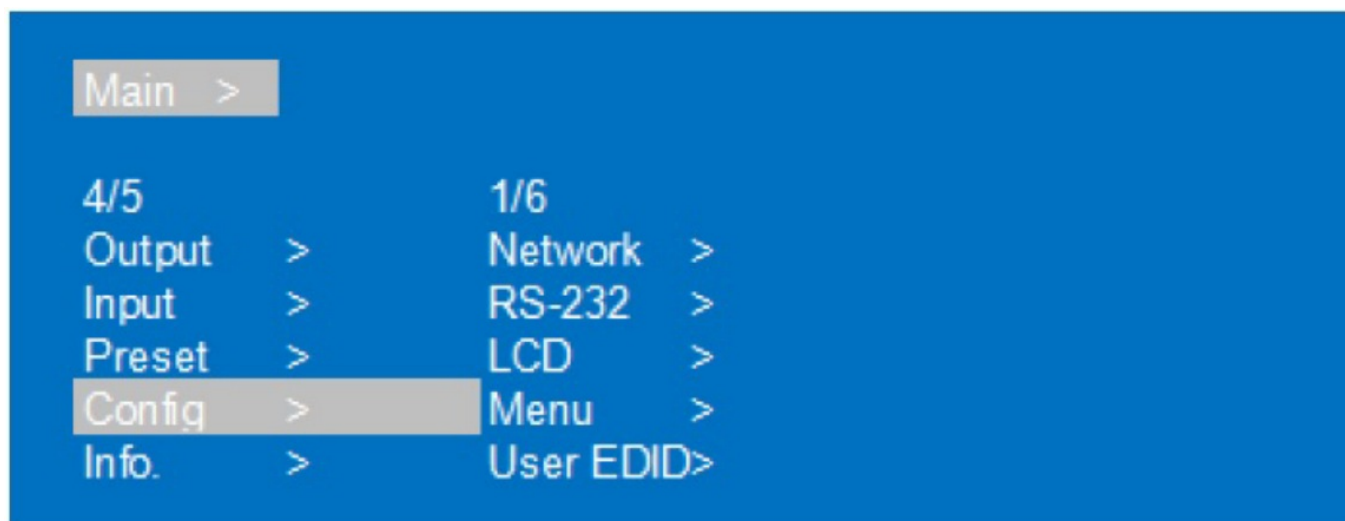 Main >
4/5 1/6
Output > Network >
Input > RS-232 >
Preset > LCD >
Config > Menu >
Info. > User EDID>